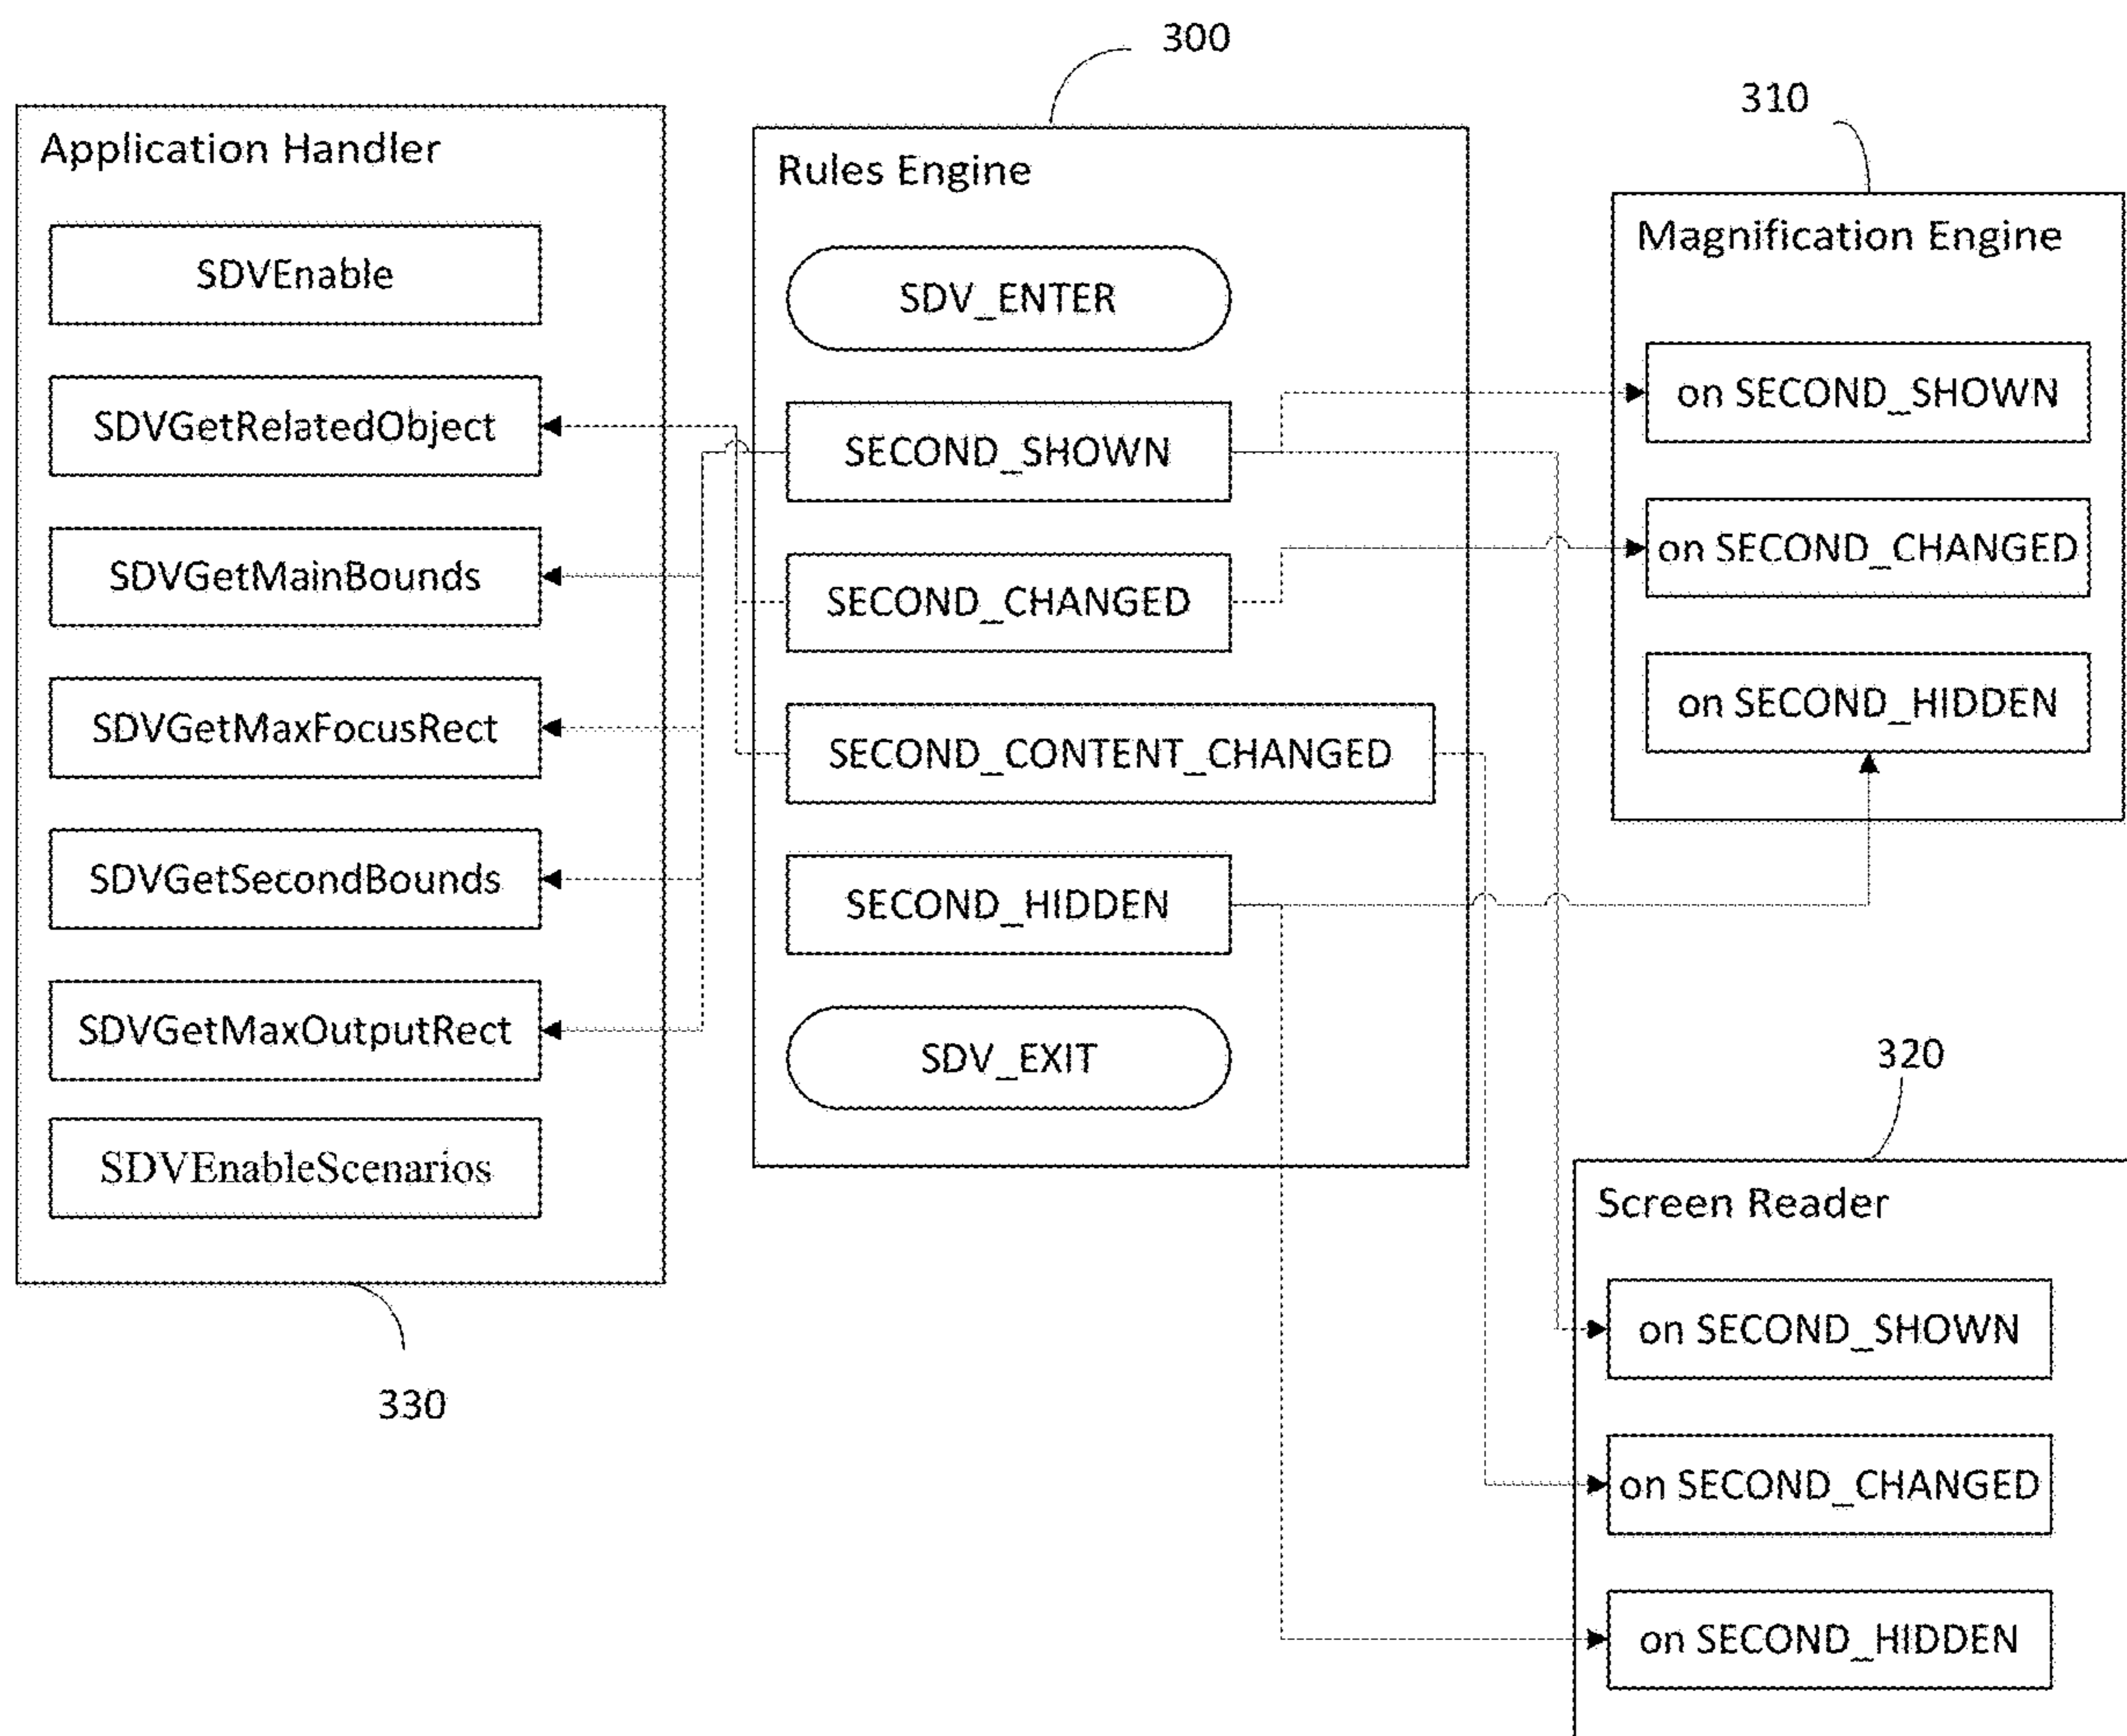 300
310
Application Handler
SDVEnable
SDVGetRelatedObject
SDVGetMainBounds
SDVGetMaxFocusRect
SDVGetSecondBounds
SDVGetMaxOutputRect
SDVEnableScenarios
330
Rules Engine
SDV_ENTER
SECOND_SHOWN
SECOND_CHANGED
SECOND_CONTENT_CHANGED
SECOND_HIDDEN
SDV_EXIT
Magnification Engine
on SECOND_SHOWN
on SECOND_CHANGED
on SECOND_HIDDEN
320
Screen Reader
on SECOND_SHOWN
on SECOND_CHANGED
on SECOND_HIDDEN